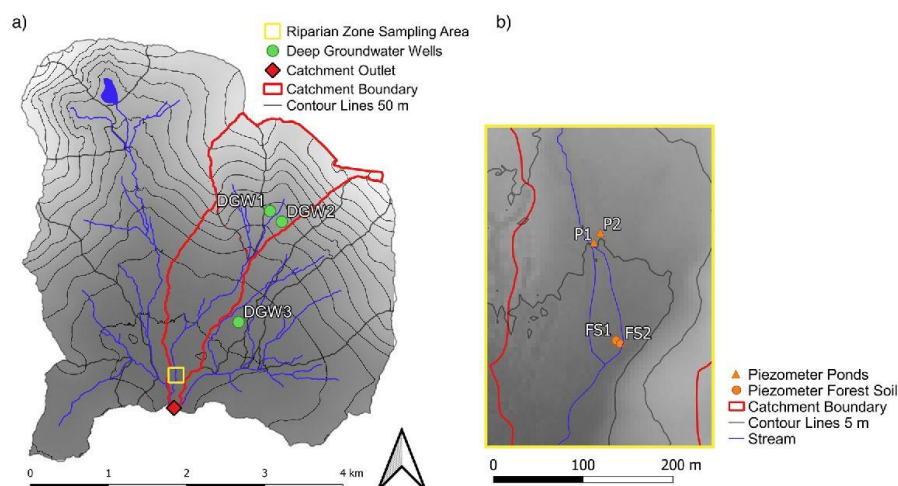 a)
Riparian Zone Sampling Area
Deep Groundwater Wells
Catchment Outlet
Catchment Boundary
Contour Lines 50 m
DGW1
DGW2
DGW3
0 1 2 3 4 km
b)
P2
P1
FS1
FS2
Piezometer Ponds
Piezometer Forest Soil
Catchment Boundary
Contour Lines 5 m
Stream
0 100 200 m